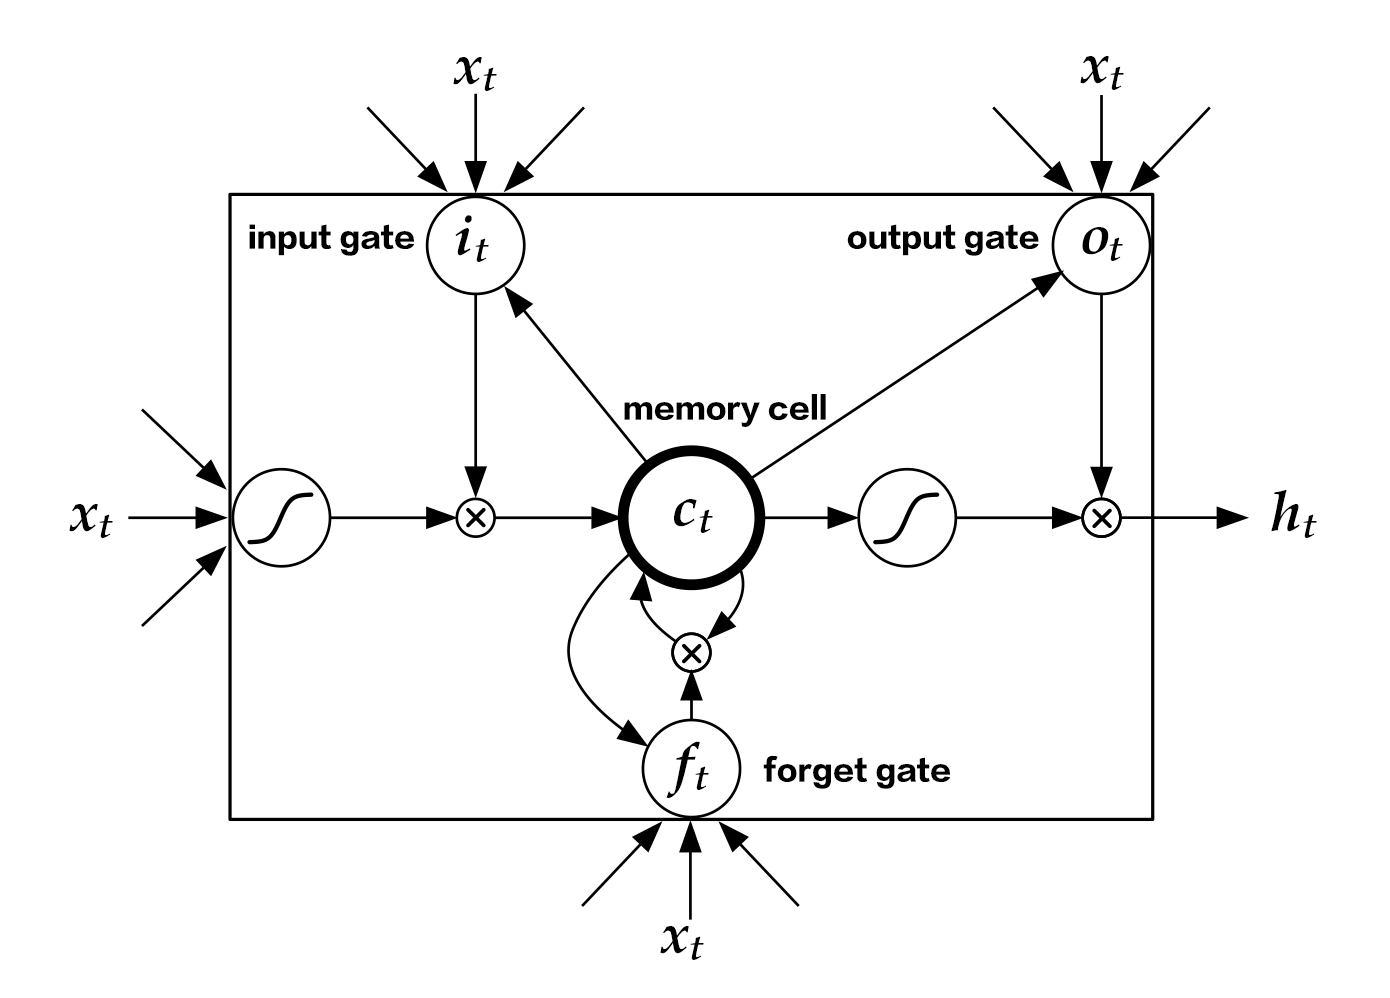 x_t
x_t
input gate
i_t
output gate
o_t
memory cell
x_t
c_t
h_t
f_t
forget gate
x_t